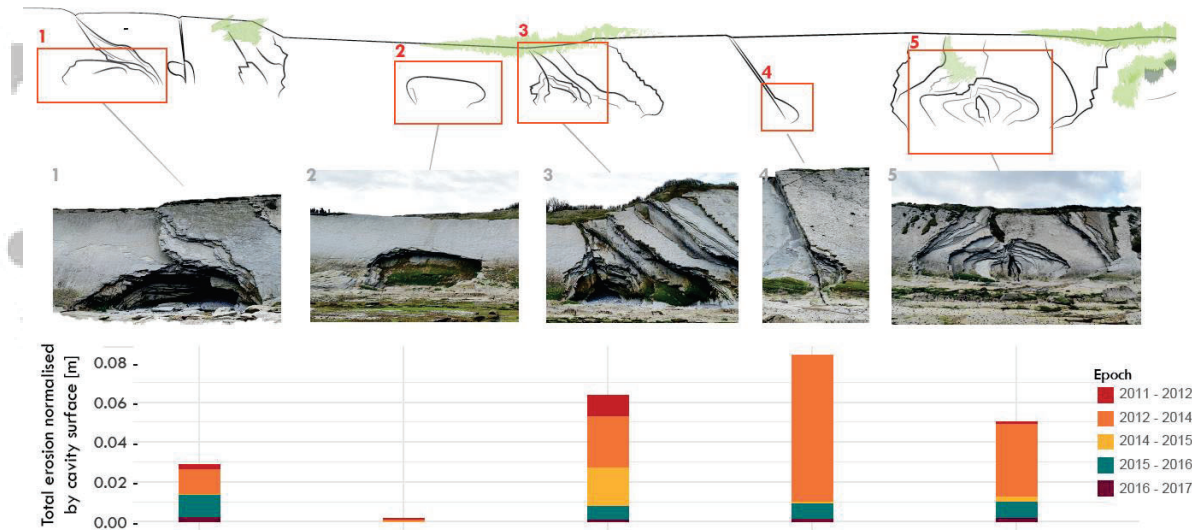 1
2
3
4
5
1
2
3
4
5
Total erosion normalised
by cavity surface [m]
0.08 -
0.06 -
0.04 -
0.02 -
0.00 -
Epoch
2011 - 2012
2012 - 2014
2014 - 2015
2015 - 2016
2016 - 2017